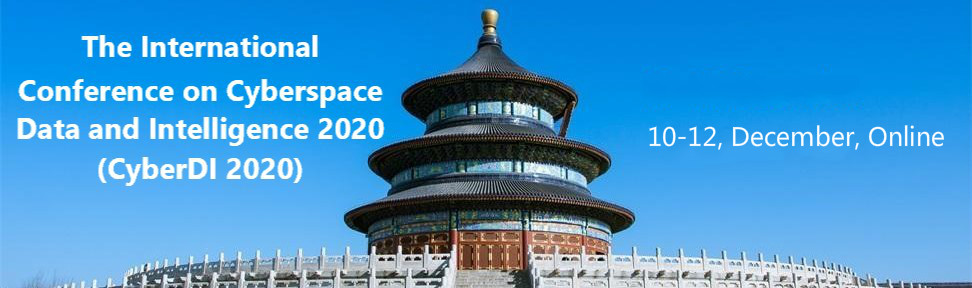 The International
Conference on Cyberspace
Data and Intelligence 2020
(CyberDI 2020)
10-12, December, Online